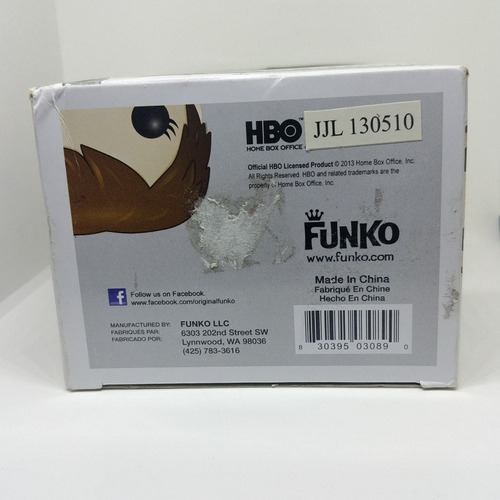 HBO™
JJL 130510
HOME BOX OFFICE
Official HBO Licensed Product © 2013 Home Box Office, Inc.
All Rights Reserved. HBO and related trademarks are the
property of Home Box Office, Inc.
FUNKO
www.funko.com
Made In China
Fabriqué En Chine
Hecho En China
Follow us on Facebook.
www.facebook.com/originalfunko
MANUFACTURED BY: FUNKO LLC
FABRIQUÉS PAR: 6303 202nd Street SW
FABRICADO POR: Lynnwood, WA 98036
(425) 783-3616
8 30395 03089 0